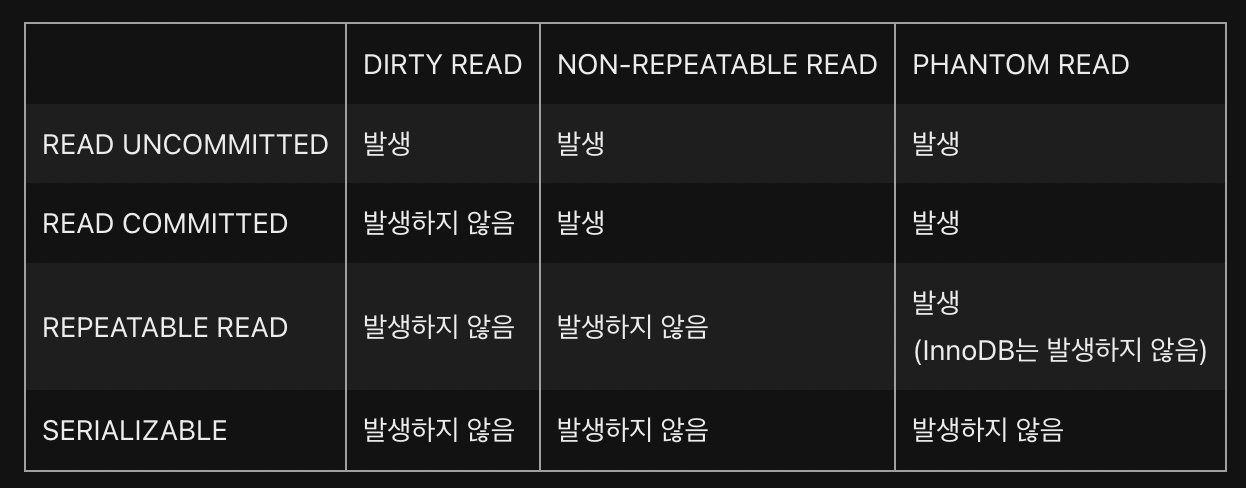 DIRTY READ NON-REPEATABLE READ PHANTOM READ
READ UNCOMMITTED 발생 발생 발생
READ COMMITTED 발생하지 않음 발생 발생
REPEATABLE READ 발생하지 않음 발생하지 않음 발생
(InnoDB는 발생하지 않음)
SERIALIZABLE 발생하지 않음 발생하지 않음 발생하지 않음